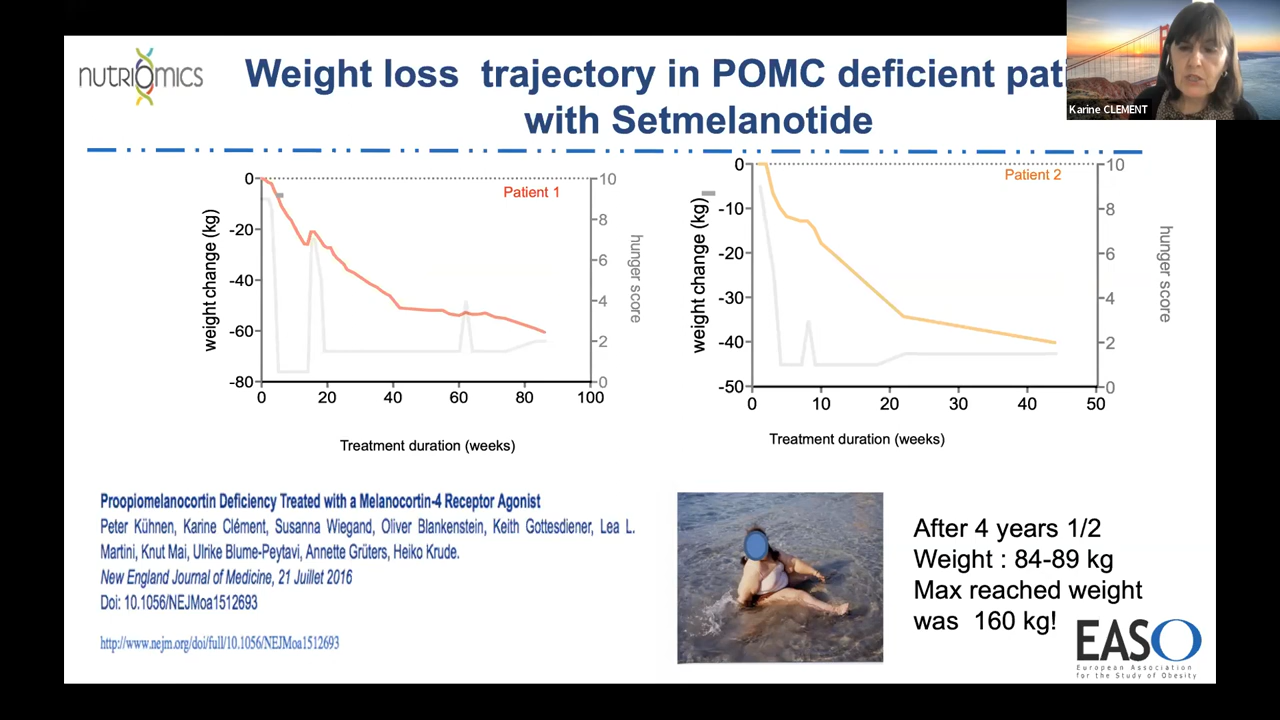 nutriOmics
Weight loss trajectory in POMC deficient pat
with Setmelanotide
Karine CLEMENT
Patient 1
0
-20
-40
-60
-80
weight change (kg)
10
8
6
4
2
0
hunger score
0 20 40 60 80 100
Treatment duration (weeks)
Patient 2
0
-10
-20
-30
-40
-50
weight change (kg)
10
8
6
4
2
0
hunger score
0 10 20 30 40 50
Treatment duration (weeks)
Proopiomelanocortin Deficiency Treated with a Melanocortin-4 Receptor Agonist
Peter Kühnen, Karine Clément, Susanna Wiegand, Oliver Blankenstein, Keith Gottesdiener, Lea L.
Martini, Knut Mai, Ulrike Blume-Peytavi, Annette Grüters, Heiko Krude.
New England Journal of Medicine, 21 Juillet 2016
Doi: 10.1056/NEJMoa1512693
http://www.nejm.org/doi/full/10.1056/NEJMoa1512693
After 4 years 1/2
Weight : 84-89 kg
Max reached weight
was 160 kg!
EASO
European Association
for the Study of Obesity